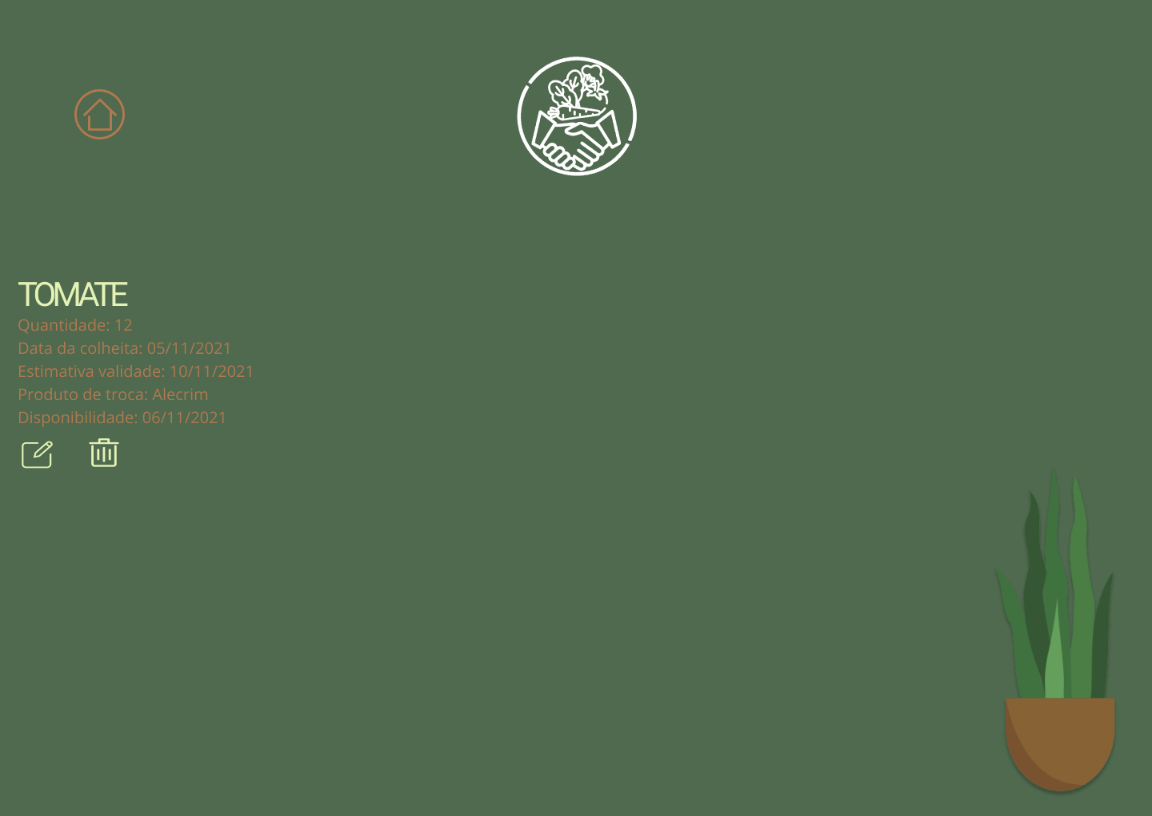 TOMATE
Quantidade: 12
Data da colheita: 05/11/2021
Estimativa validade: 10/11/2021
Produto de troca: Alecrim
Disponibilidade: 06/11/2021